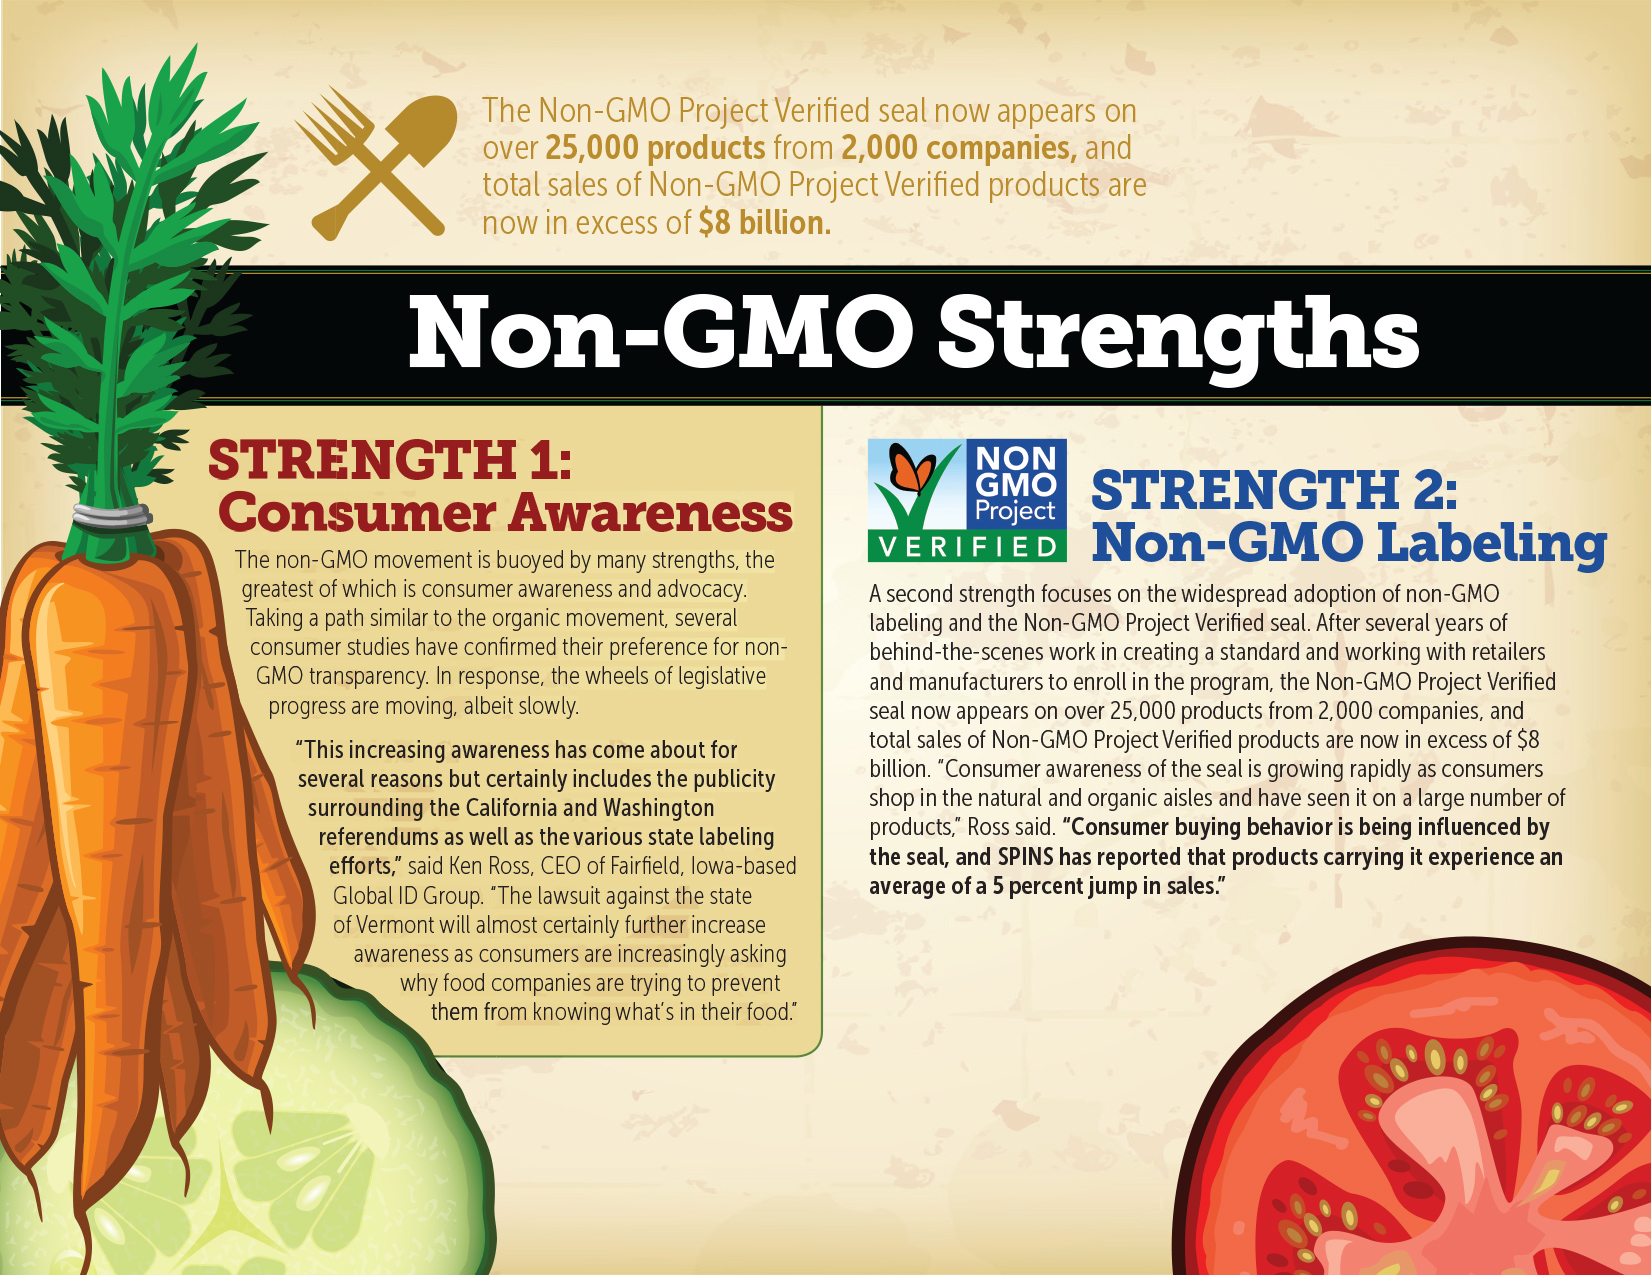 The Non-GMO Project Verified seal now appears on
over 25,000 products from 2,000 companies, and
total sales of Non-GMO Project Verified products are
now in excess of $8 billion.
Non-GMO Strengths
STRENGTH 1:
Consumer Awareness
The non-GMO movement is buoyed by many strengths, the
greatest of which is consumer awareness and advocacy.
Taking a path similar to the organic movement, several
consumer studies have confirmed their preference for non-
GMO transparency. In response, the wheels of legislative
progress are moving, albeit slowly.
“This increasing awareness has come about for
several reasons but certainly includes the publicity
surrounding the California and Washington
referendums as well as the various state labeling
efforts,” said Ken Ross, CEO of Fairfield, Iowa-based
Global ID Group. “The lawsuit against the state
of Vermont will almost certainly further increase
awareness as consumers are increasingly asking
why food companies are trying to prevent
them from knowing what’s in their food.”
NON
GMO
Project
VERIFIED
STRENGTH 2:
Non-GMO Labeling
A second strength focuses on the widespread adoption of non-GMO
labeling and the Non-GMO Project Verified seal. After several years of
behind-the-scenes work in creating a standard and working with retailers
and manufacturers to enroll in the program, the Non-GMO Project Verified
seal now appears on over 25,000 products from 2,000 companies, and
total sales of Non-GMO Project Verified products are now in excess of $8
billion. “Consumer awareness of the seal is growing rapidly as consumers
shop in the natural and organic aisles and have seen it on a large number of
products,” Ross said. “Consumer buying behavior is being influenced by
the seal, and SPINS has reported that products carrying it experience an
average of a 5 percent jump in sales.”